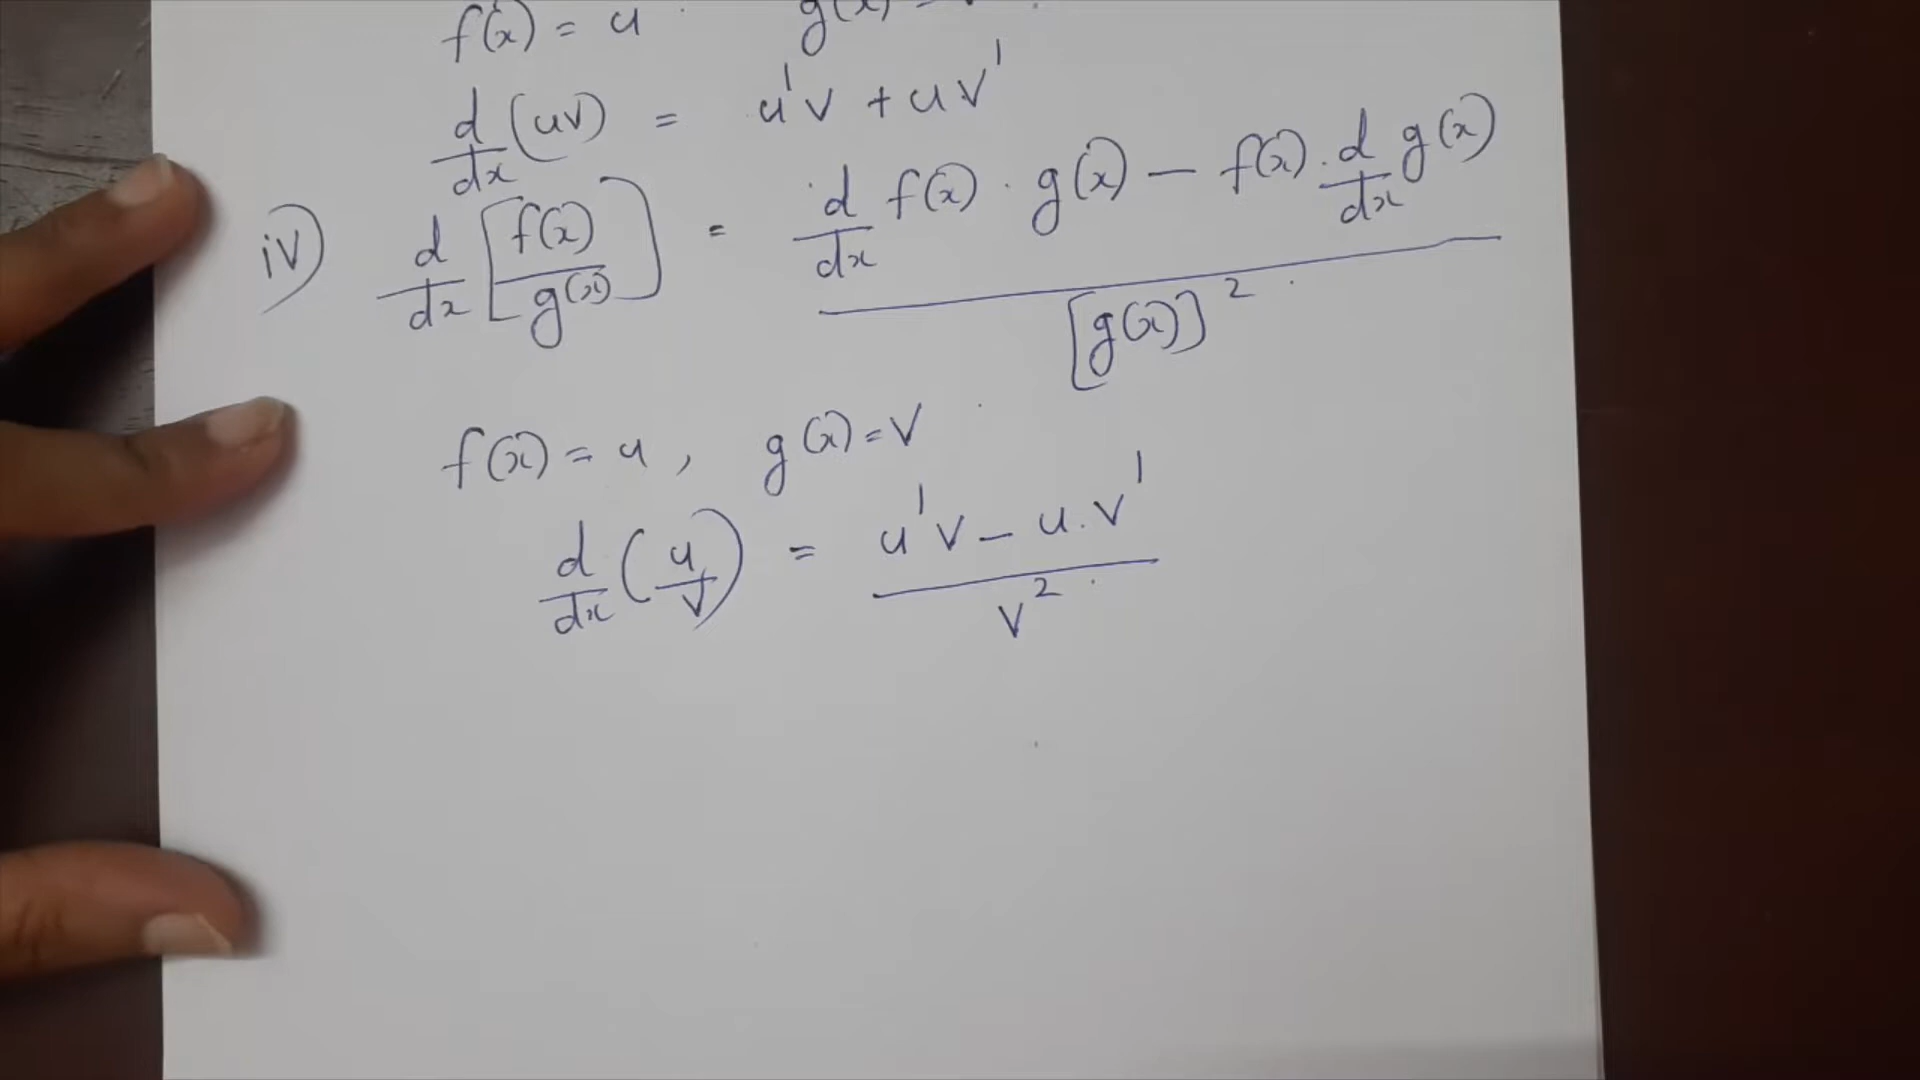 f(x) = u g(x)
d/dx (uv) = u'v + uv'
iv) d/dx [f(x)/g(x)] = d/dx f(x) · g(x) − f(x) · d/dx g(x) / [g(x)]²
f(x) = u, g(x) = v
d/dx (u/v) = u'v − u.v' / v²